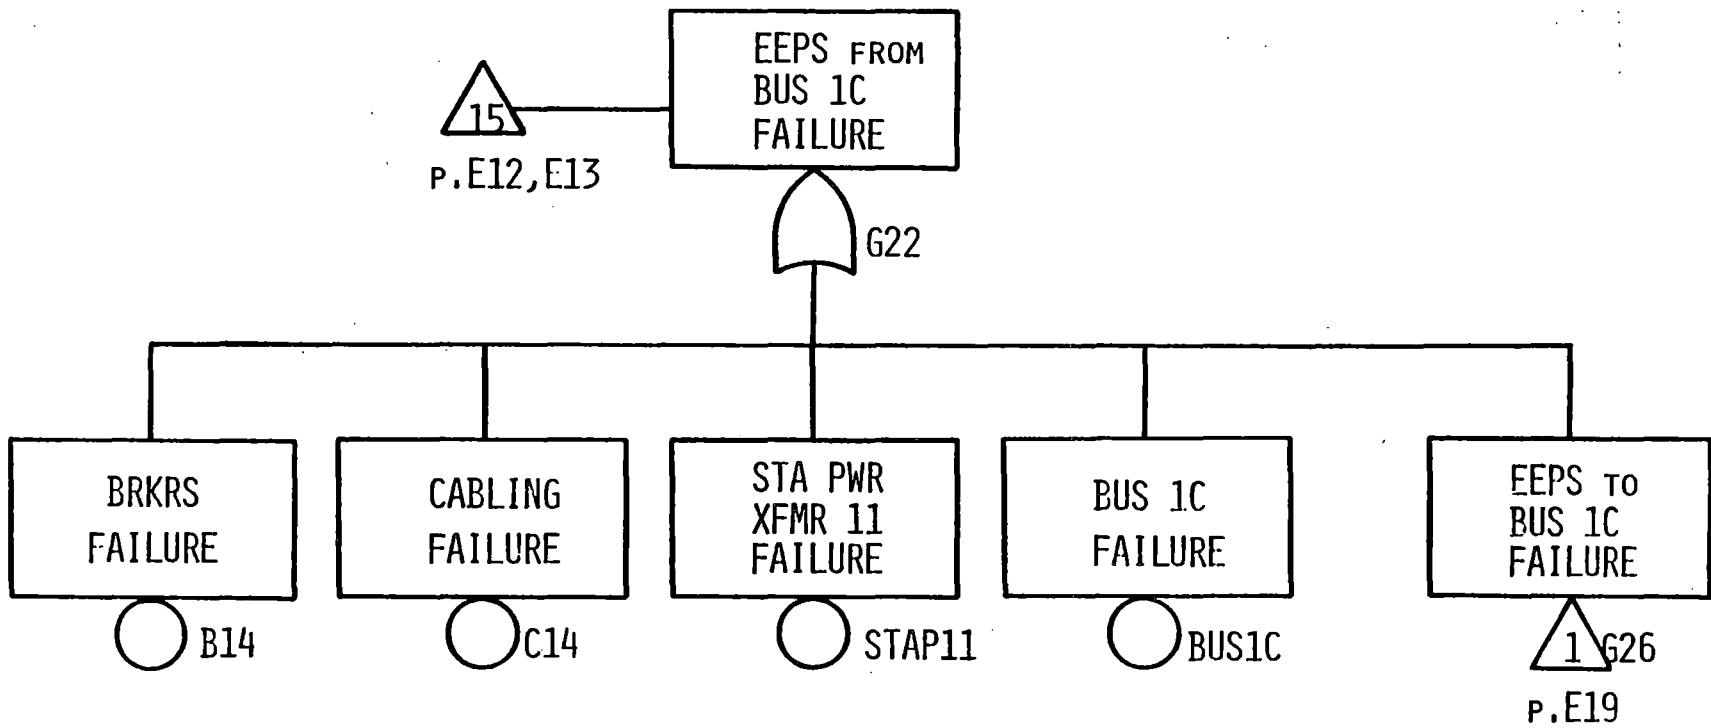 EEPS FROM
BUS 1C
FAILURE
15
P.E12,E13
G22
BRKRS
FAILURE
B14
CABLING
FAILURE
C14
STA PWR
XFMR 11
FAILURE
STAP11
BUS 1C
FAILURE
BUS1C
EEPS TO
BUS 1C
FAILURE
1 G26
P.E19